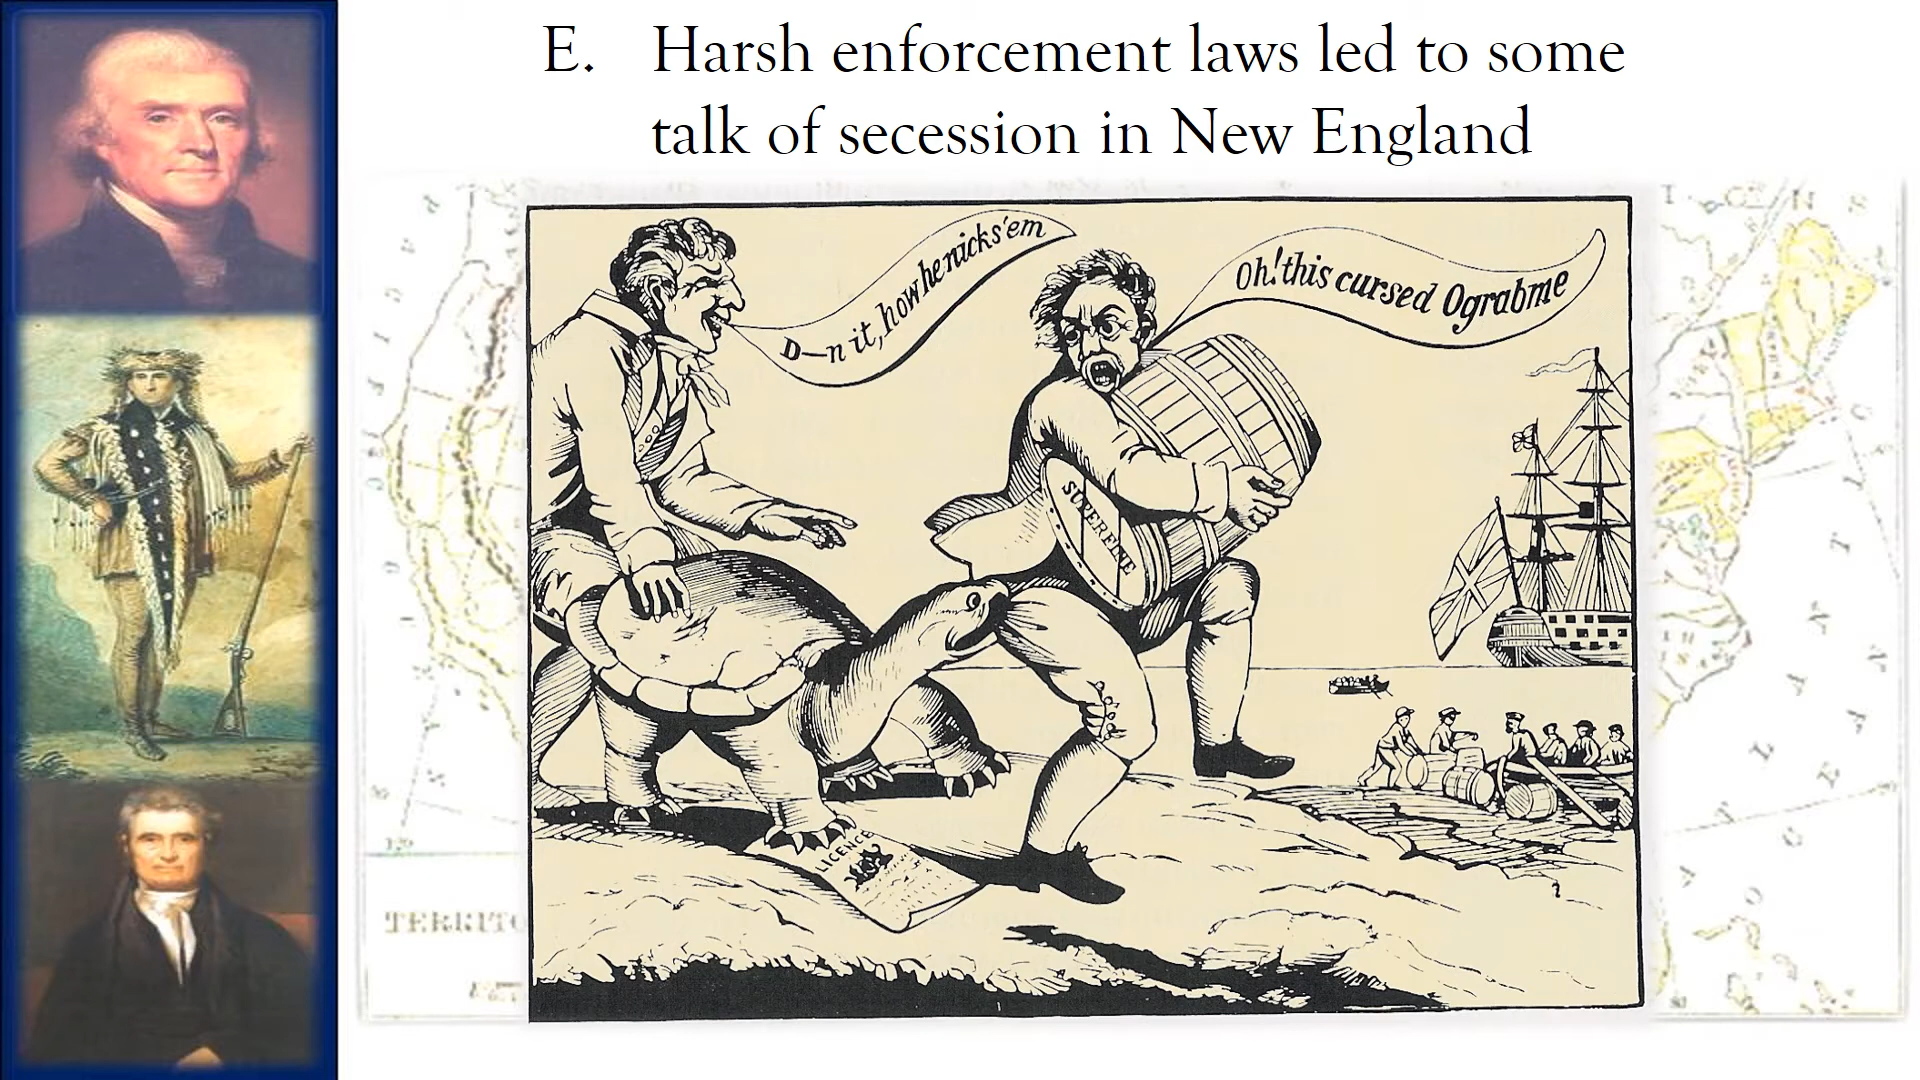 E. Harsh enforcement laws led to some
talk of secession in New England
D—n it, how he nicks 'em
Oh! this cursed Ograbme
SUPERFINE
LICENCE
TERRITO